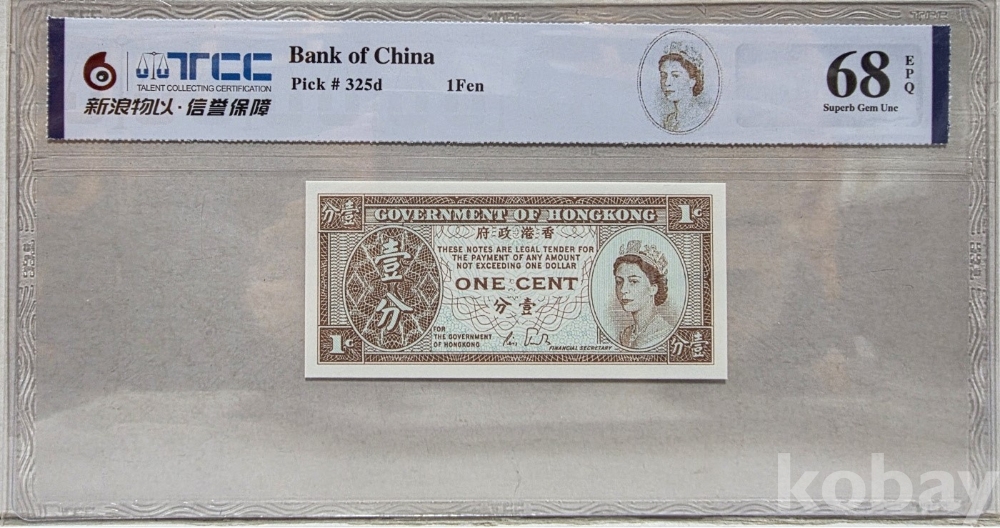 TCC
TALENT COLLECTING CERTIFICATION
新浪物以·信誉保障
Bank of China
Pick # 325d 1Fen
68 EPQ
Superb Gem Unc
分壹 GOVERNMENT OF HONGKONG 1¢
府政港香
THESE NOTES ARE LEGAL TENDER FOR
THE PAYMENT OF ANY AMOUNT
NOT EXCEEDING ONE DOLLAR
壹分
ONE CENT
分壹
FOR
THE GOVERNMENT
OF HONGKONG
FINANCIAL SECRETARY
1¢
分壹
kobay